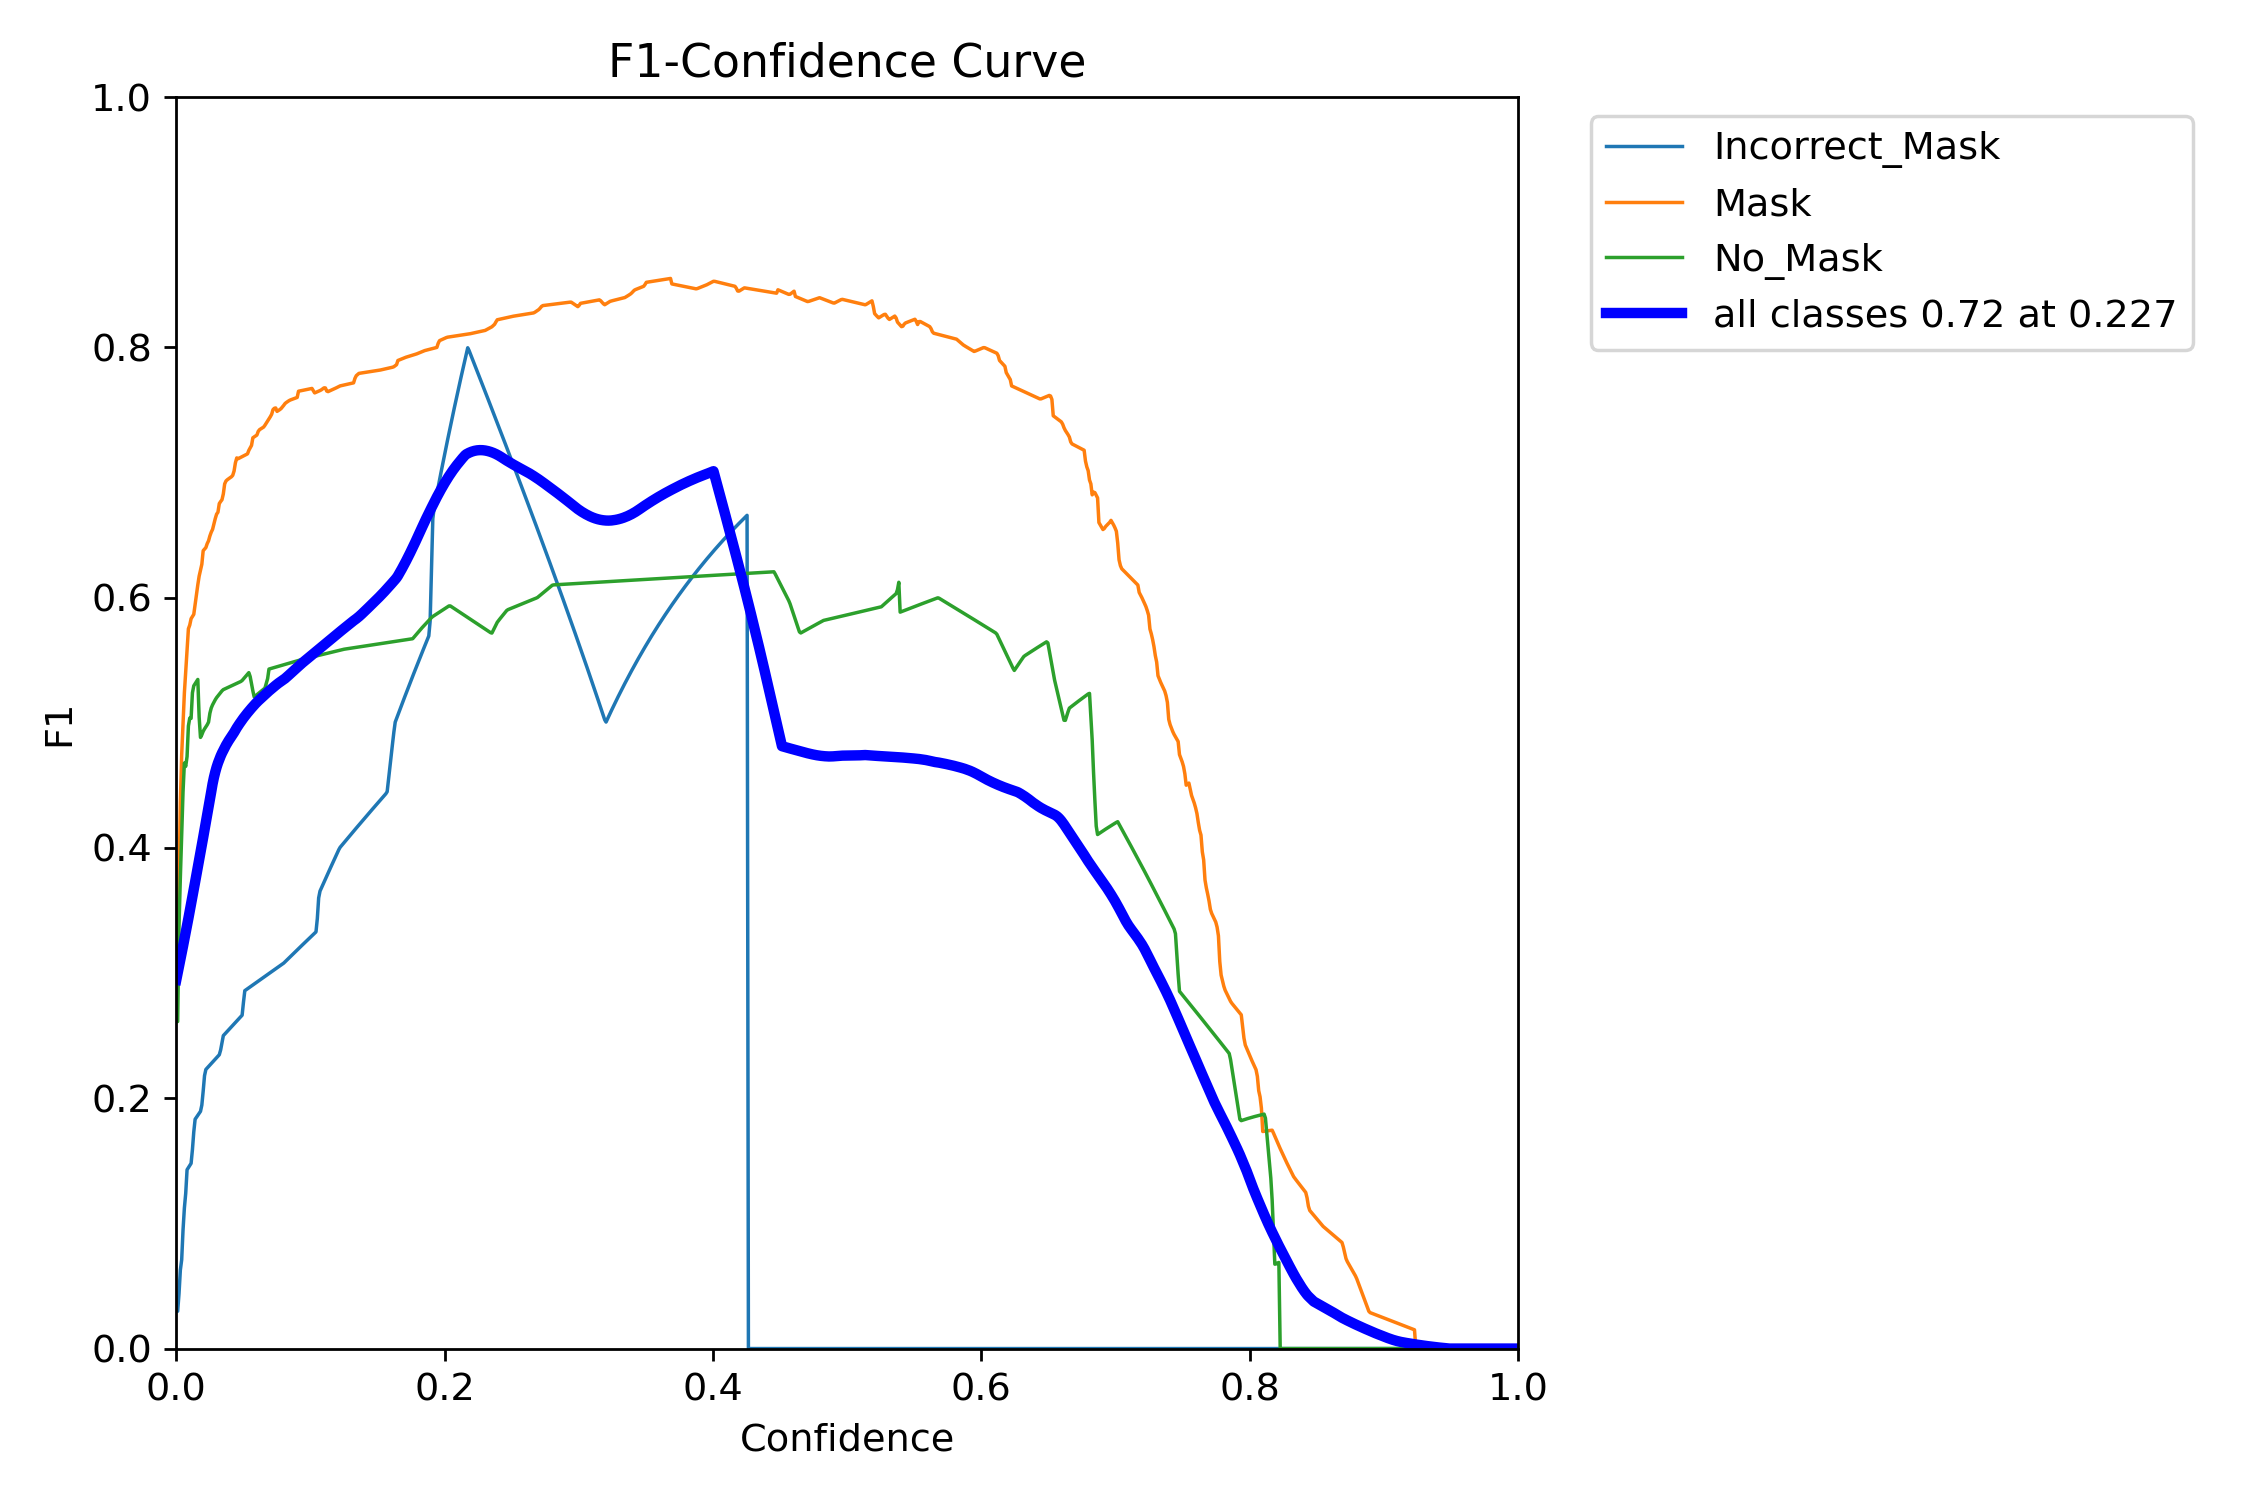 F1-Confidence Curve
1.0
0.8
0.6
0.4
0.2
0.0
F1
0.0 0.2 0.4 0.6 0.8 1.0
Confidence
Incorrect_Mask
Mask
No_Mask
all classes 0.72 at 0.227